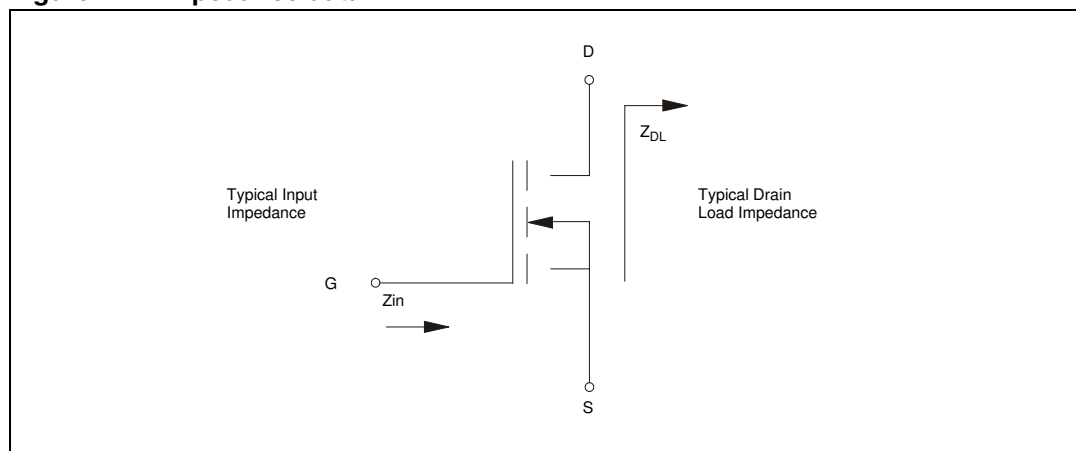 D
Z_DL
Typical Input
Impedance
Typical Drain
Load Impedance
G
Zin
S